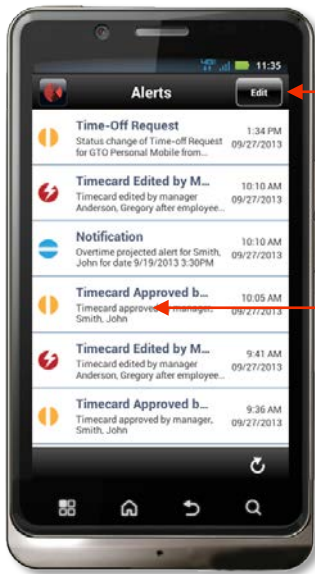 4G 11:35
Alerts Edit
Time-Off Request 1:34 PM
Status change of Time-off Request 09/27/2013
for GTO Personal Mobile from...
Timecard Edited by M... 10:10 AM
Timecard edited by manager 09/27/2013
Anderson, Gregory after employee...
Notification 10:10 AM
Overtime projected alert for Smith, 09/27/2013
John for date 9/19/2013 3:30PM
Timecard Approved b... 10:05 AM
Timecard approved by manager, 09/27/2013
Smith, John
Timecard Edited by M... 9:41 AM
Timecard edited by manager 09/27/2013
Anderson, Gregory after employee...
Timecard Approved b... 9:36 AM
Timecard approved by manager, 09/27/2013
Smith, John